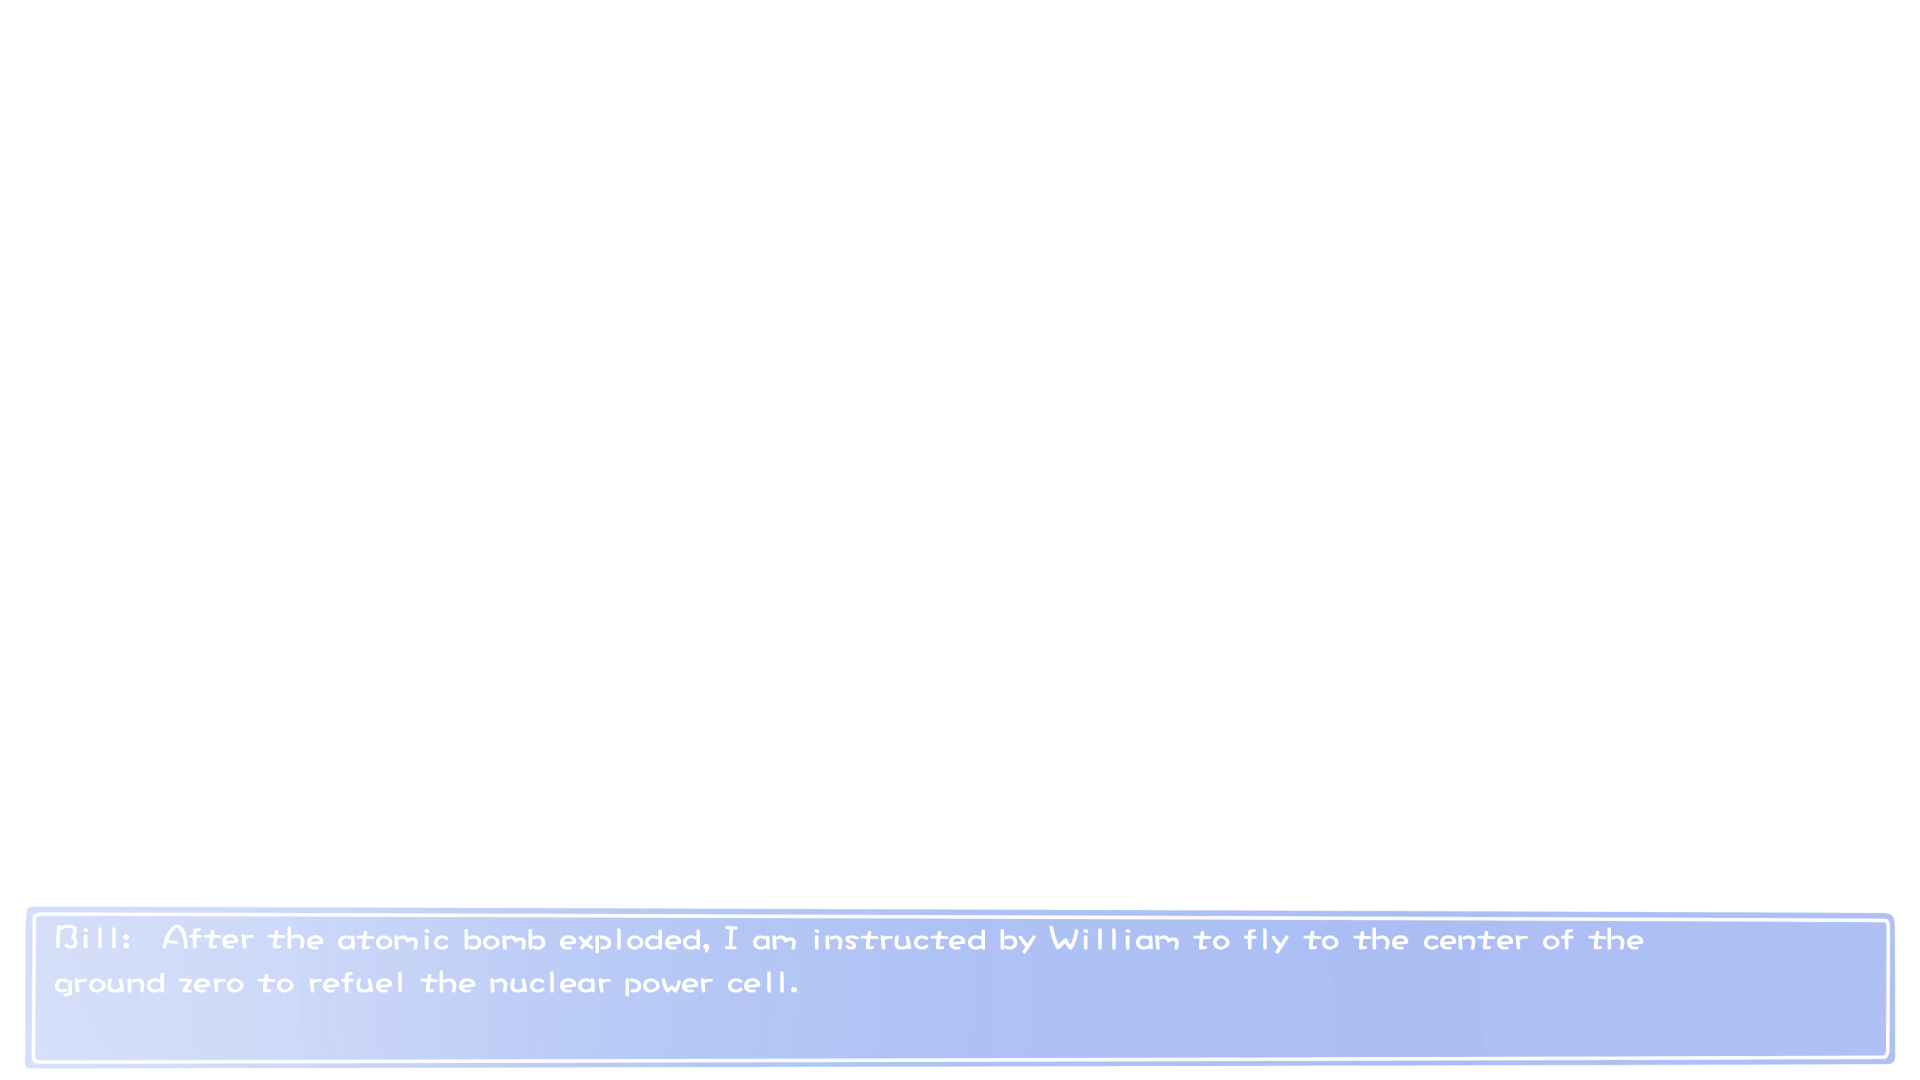 Bill: After the atomic bomb exploded, I am instructed by William to fly to the center of the
ground zero to refuel the nuclear power cell.